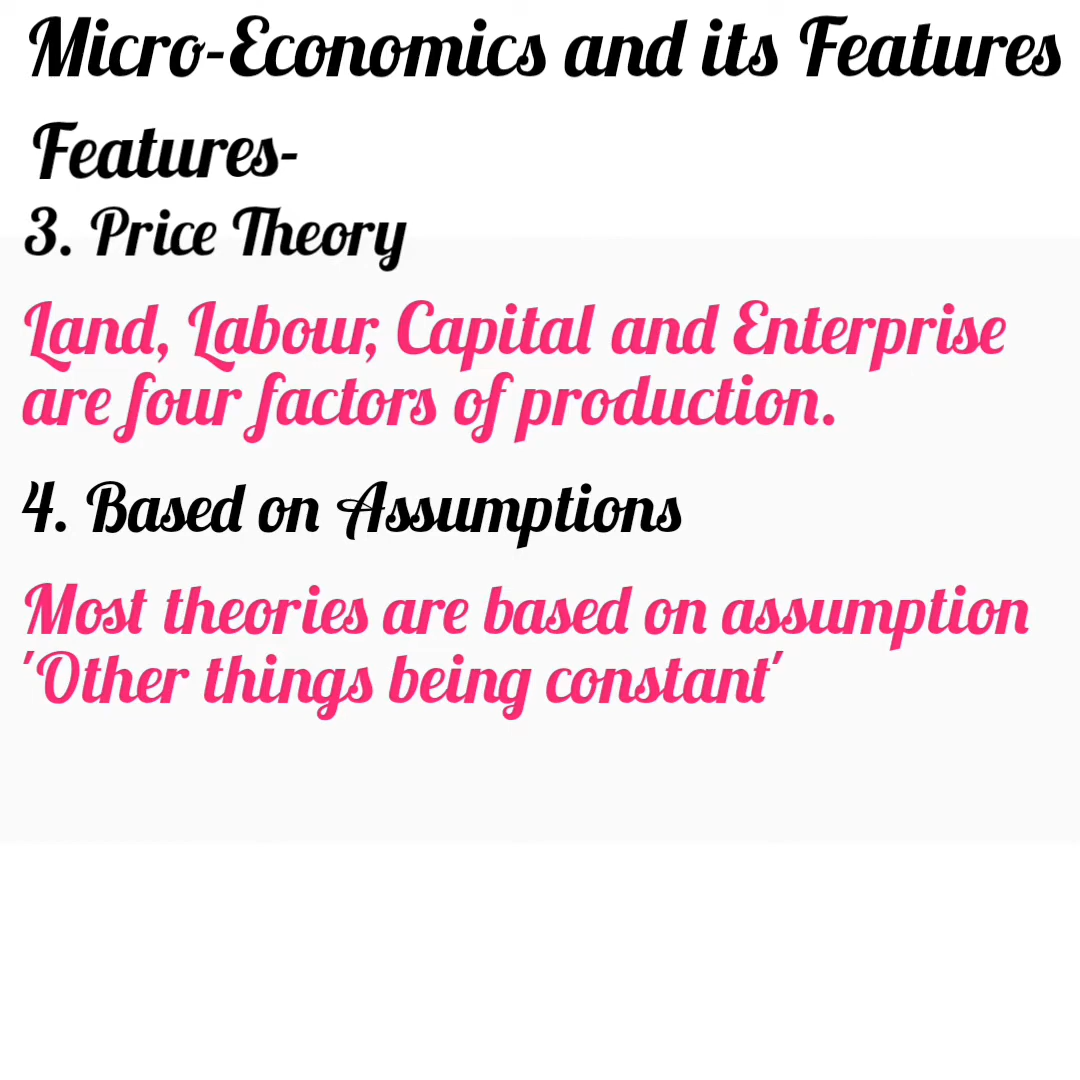 Micro-Economics and its Features
Features-
3. Price Theory
Land, Labour, Capital and Enterprise
are four factors of production.
4. Based on Assumptions
Most theories are based on assumption
'Other things being constant'